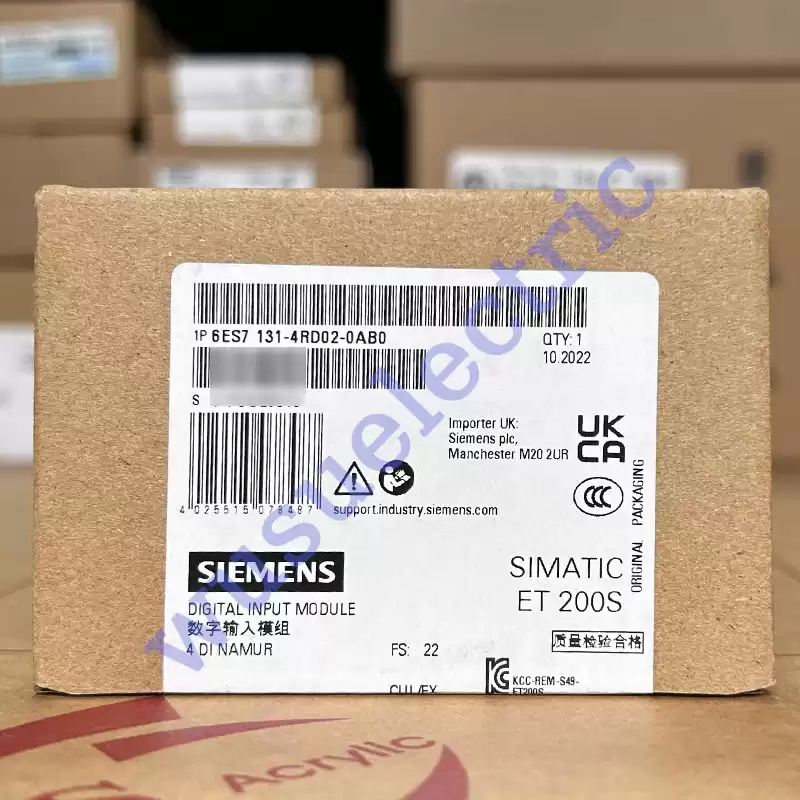 1P 6ES7 131-4RD02-0AB0
QTY: 1
10.2022
S
Importer UK:
Siemens plc,
Manchester M20 2UR
UK
CA
CCC
4 025515 078487
support.industry.siemens.com
ORIGINAL PACKAGING
SIEMENS
SIMATIC
ET 200S
DIGITAL INPUT MODULE
数字输入模组
4 DI NAMUR
FS: 22
质量检验合格
KCC-REM-S49-
ET200S
wusuelectric
Acrylic